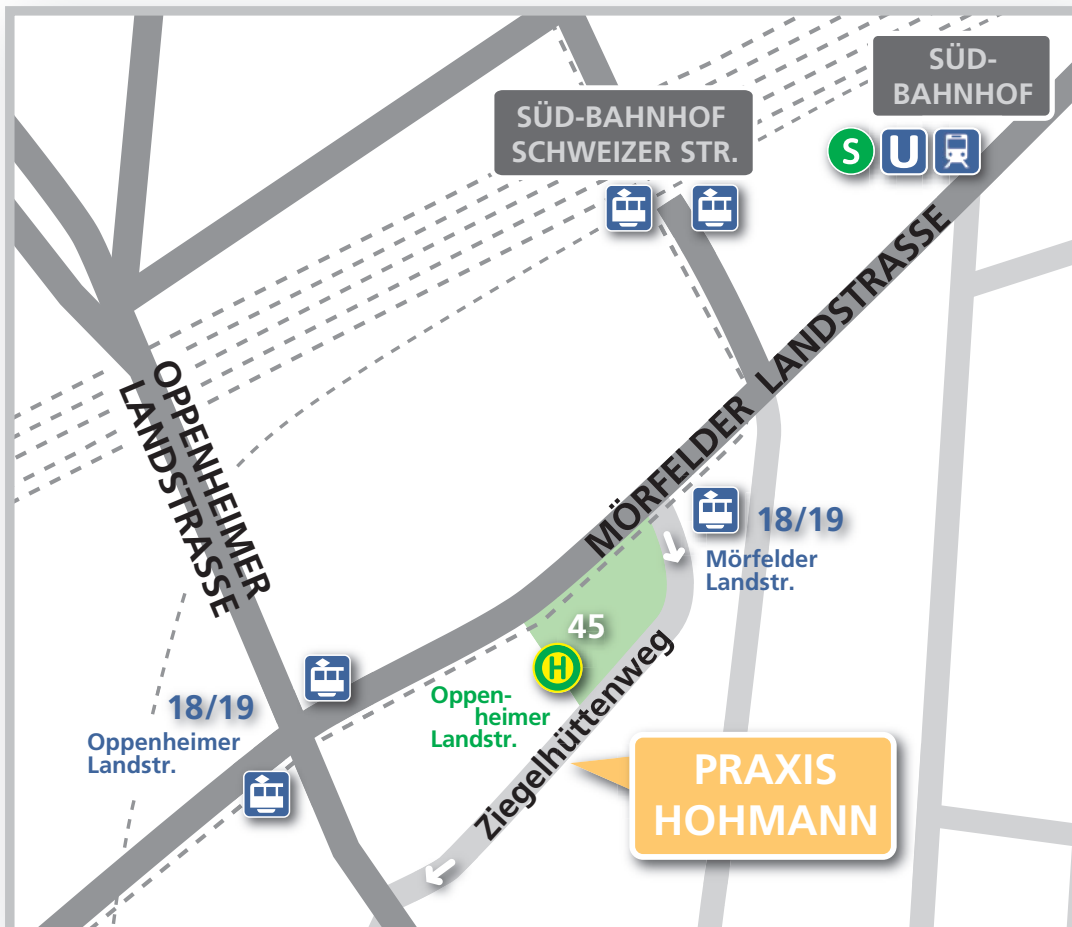 SÜD-
BAHNHOF
SÜD-BAHNHOF
SCHWEIZER STR.
S
U
OPPENHEIMER
LANDSTRASSE
MÖRFELDER LANDSTRASSE
18/19
Mörfelder
Landstr.
45
H
Oppen-
heimer
Landstr.
Ziegelhüttenweg
18/19
Oppenheimer
Landstr.
PRAXIS
HOHMANN